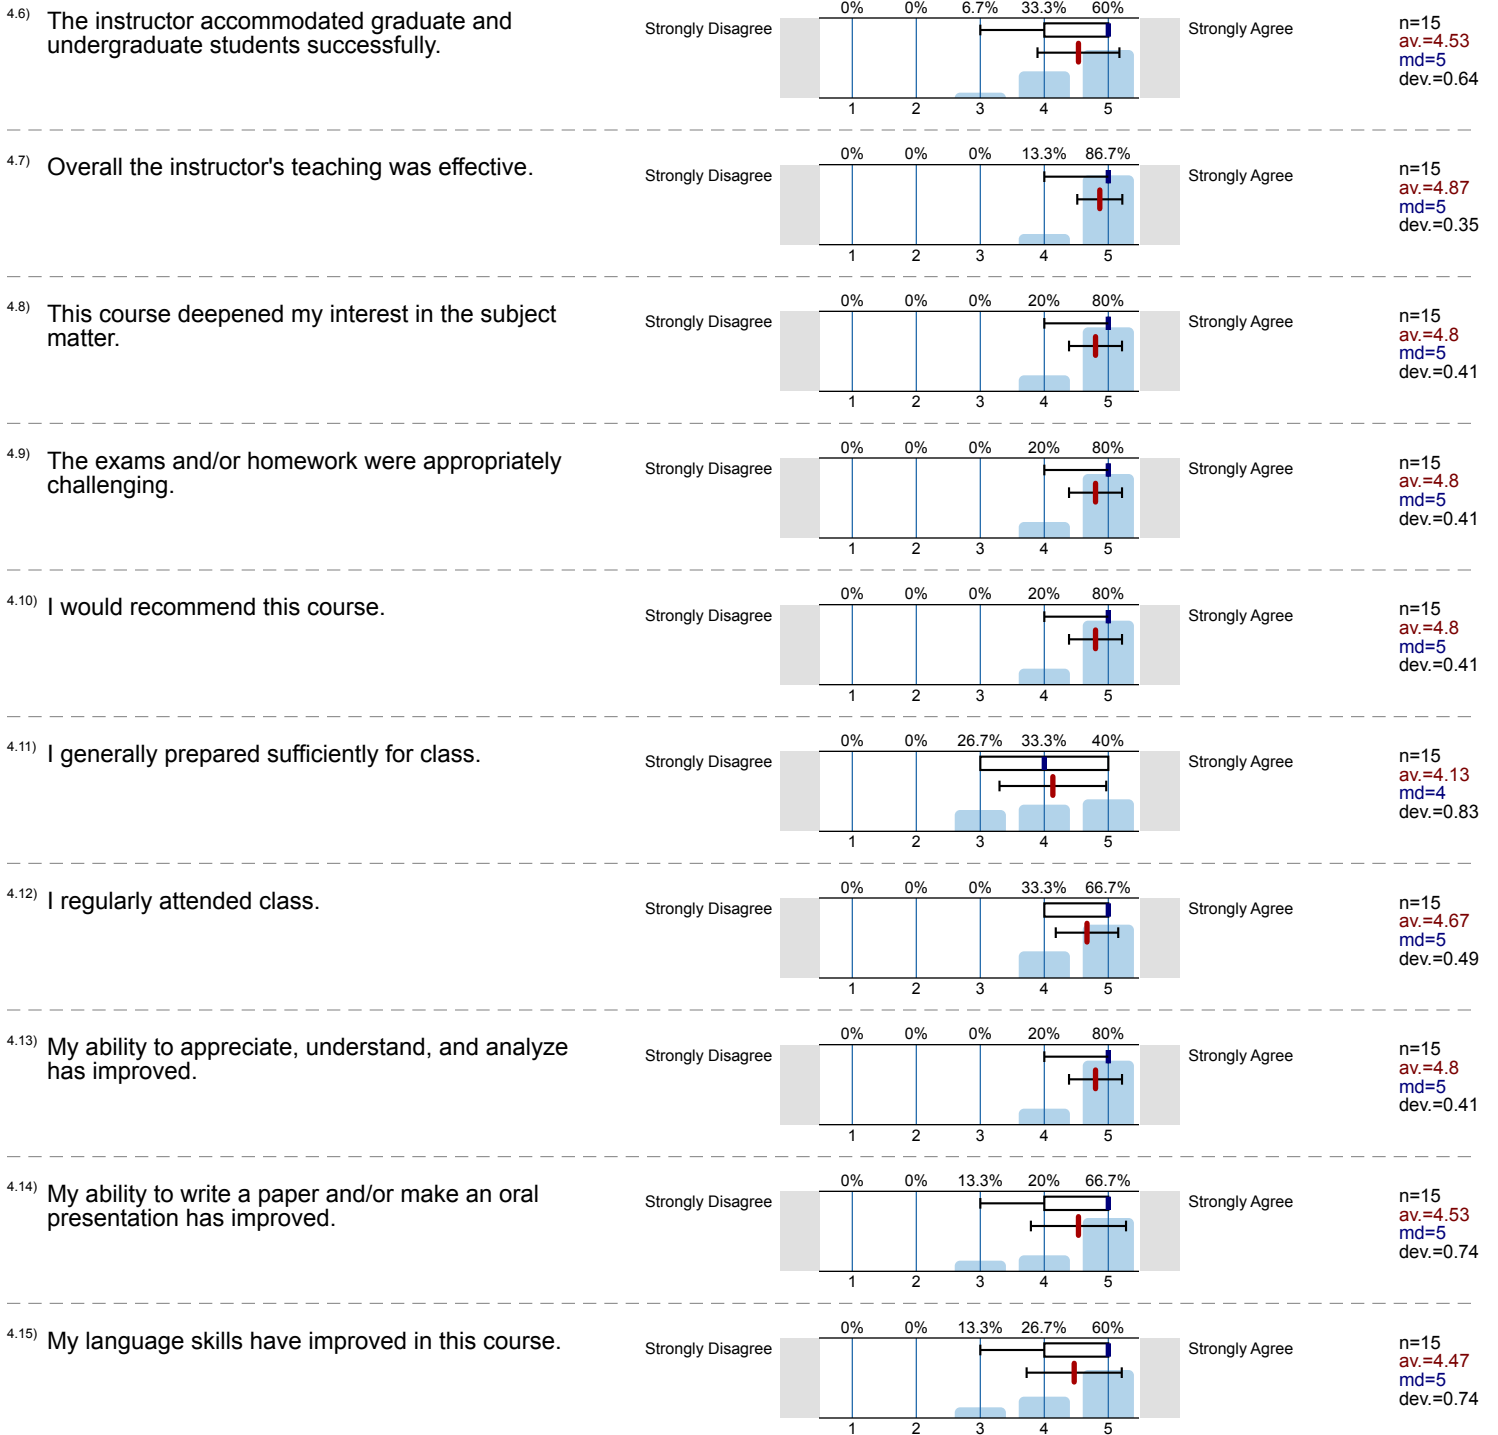 4.6) The instructor accommodated graduate and
undergraduate students successfully.
Strongly Disagree
0% 0% 6.7% 33.3% 60%
1 2 3 4 5
Strongly Agree
n=15
av.=4.53
md=5
dev.=0.64
4.7) Overall the instructor's teaching was effective.
Strongly Disagree
0% 0% 0% 13.3% 86.7%
1 2 3 4 5
Strongly Agree
n=15
av.=4.87
md=5
dev.=0.35
4.8) This course deepened my interest in the subject
matter.
Strongly Disagree
0% 0% 0% 20% 80%
1 2 3 4 5
Strongly Agree
n=15
av.=4.8
md=5
dev.=0.41
4.9) The exams and/or homework were appropriately
challenging.
Strongly Disagree
0% 0% 0% 20% 80%
1 2 3 4 5
Strongly Agree
n=15
av.=4.8
md=5
dev.=0.41
4.10) I would recommend this course.
Strongly Disagree
0% 0% 0% 20% 80%
1 2 3 4 5
Strongly Agree
n=15
av.=4.8
md=5
dev.=0.41
4.11) I generally prepared sufficiently for class.
Strongly Disagree
0% 0% 26.7% 33.3% 40%
1 2 3 4 5
Strongly Agree
n=15
av.=4.13
md=4
dev.=0.83
4.12) I regularly attended class.
Strongly Disagree
0% 0% 0% 33.3% 66.7%
1 2 3 4 5
Strongly Agree
n=15
av.=4.67
md=5
dev.=0.49
4.13) My ability to appreciate, understand, and analyze
has improved.
Strongly Disagree
0% 0% 0% 20% 80%
1 2 3 4 5
Strongly Agree
n=15
av.=4.8
md=5
dev.=0.41
4.14) My ability to write a paper and/or make an oral
presentation has improved.
Strongly Disagree
0% 0% 13.3% 20% 66.7%
1 2 3 4 5
Strongly Agree
n=15
av.=4.53
md=5
dev.=0.74
4.15) My language skills have improved in this course.
Strongly Disagree
0% 0% 13.3% 26.7% 60%
1 2 3 4 5
Strongly Agree
n=15
av.=4.47
md=5
dev.=0.74